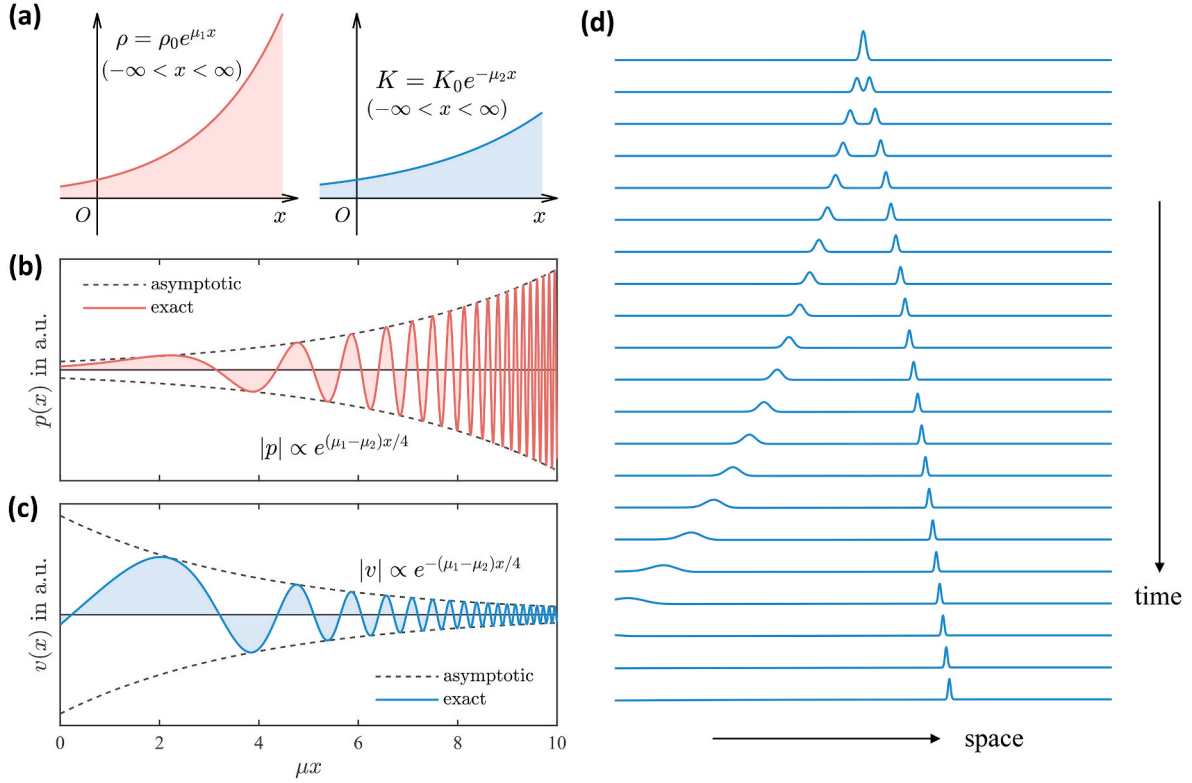 (a)
ρ = ρ₀e^{μ₁x}
(−∞ < x < ∞)
O
x
K = K₀e^{−μ₂x}
(−∞ < x < ∞)
O
x
(b)
asymptotic
exact
p(x) in a.u.
|p| ∝ e^{(μ₁−μ₂)x/4}
(c)
|v| ∝ e^{−(μ₁−μ₂)x/4}
v(x) in a.u.
asymptotic
exact
0 2 4 6 8 10
μx
(d)
time
space